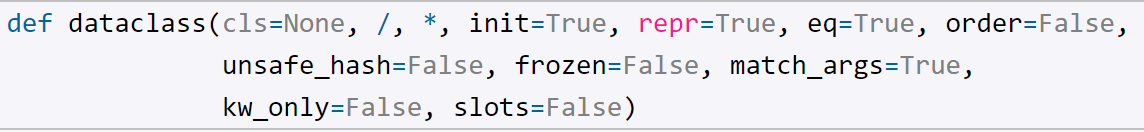 def dataclass(cls=None, /, *, init=True, repr=True, eq=True, order=False,
unsafe_hash=False, frozen=False, match_args=True,
kw_only=False, slots=False)